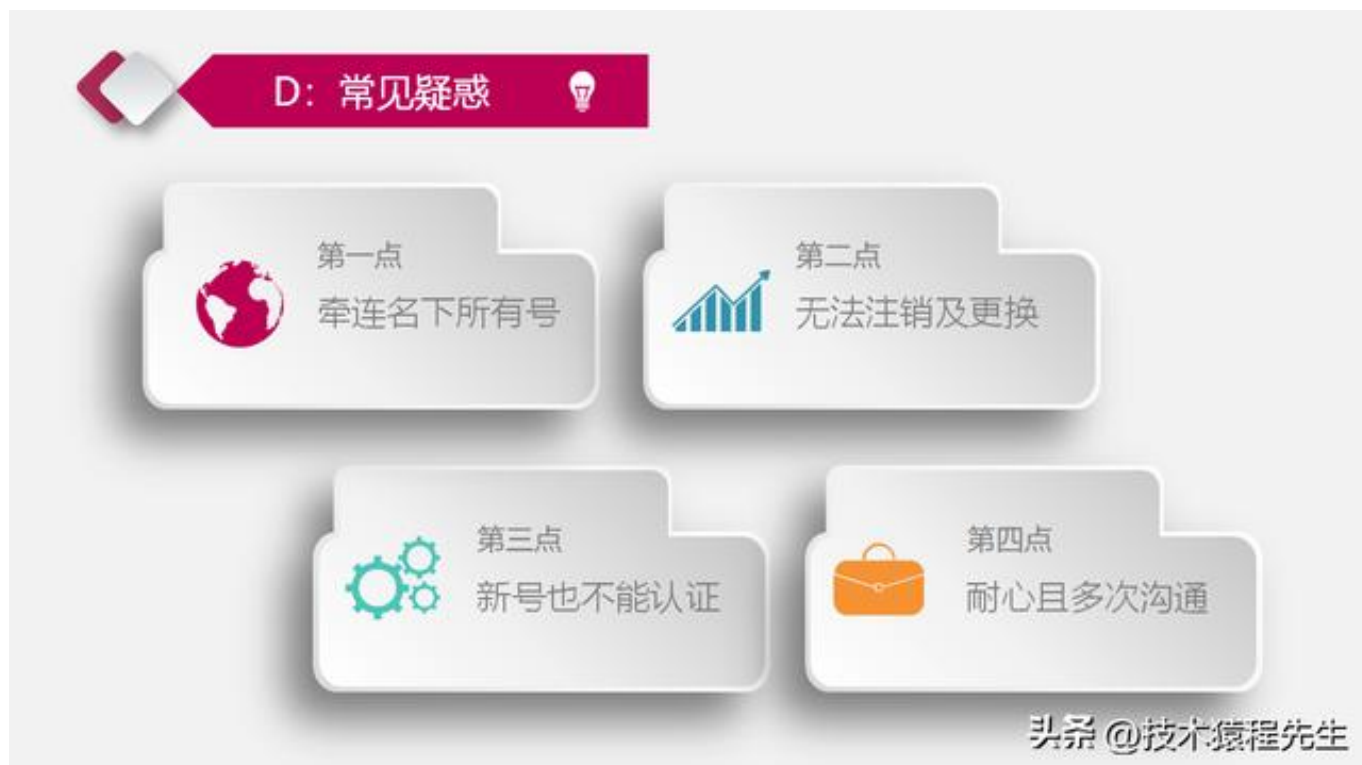 D：常见疑惑
第一点
牵连名下所有号
第二点
无法注销及更换
第三点
新号也不能认证
第四点
耐心且多次沟通
头条 @技术猿程先生